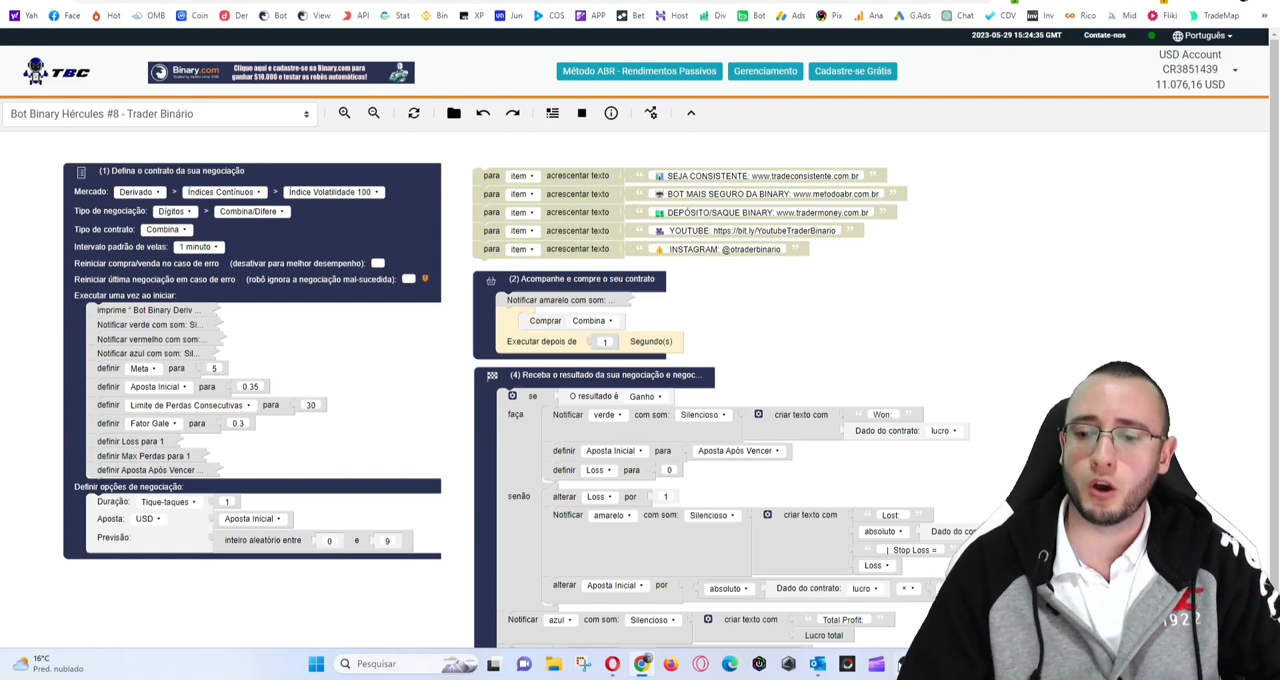 Yah Face Hot OMB Coin Der Bot View API Stat Bin XP Jun COS APP Bet Host Div Bot Ads Pix Ana G.Ads Chat CDV Inv Rico Mid Fliki TradeMap »
2023-05-29 15:24:35 GMT Contate-nos Português
TBC
Binary.com Clique aqui e cadastre-se na Binary.com para
ganhar $10.000 e testar os robôs automáticos!
Método ABR - Rendimentos Passivos Gerenciamento Cadastre-se Grátis
USD Account
CR3851439
11.076,16 USD
Bot Binary Hércules #8 - Trader Binário
(1) Defina o contrato da sua negociação
Mercado: Derivado > Índices Contínuos > Índice Volatilidade 100
Tipo de negociação: Dígitos > Combina/Difere
Tipo de contrato: Combina
Intervalo padrão de velas: 1 minuto
Reiniciar compra/venda no caso de erro (desativar para melhor desempenho):
Reiniciar última negociação em caso de erro (robô ignora a negociação mal-sucedida):
Executar uma vez ao iniciar:
imprime “ Bot Binary Deriv ...
Notificar verde com som: Si...
Notificar vermelho com som:...
Notificar azul com som: Sil...
definir Meta para 5
definir Aposta Inicial para 0.35
definir Limite de Perdas Consecutivas para 30
definir Fator Gale para 0.3
definir Loss para 1
definir Max Perdas para 1
definir Aposta Após Vencer ...
Definir opções de negociação:
Duração: Tique-taques 1
Aposta: USD Aposta Inicial
Previsão: inteiro aleatório entre 0 e 9
para item acrescentar texto “ SEJA CONSISTENTE: www.tradeconsistente.com.br ”
para item acrescentar texto “ BOT MAIS SEGURO DA BINARY: www.metodoabr.com.br ”
para item acrescentar texto “ DEPÓSITO/SAQUE BINARY: www.tradermoney.com.br ”
para item acrescentar texto “ YOUTUBE: https://bit.ly/YoutubeTraderBinario ”
para item acrescentar texto “ INSTAGRAM: @otraderbinario ”
(2) Acompanhe e compre o seu contrato
Notificar amarelo com som: ...
Comprar Combina
Executar depois de 1 Segundo(s)
(4) Receba o resultado da sua negociação e negoc...
se O resultado é Ganho
faça Notificar verde com som: Silencioso criar texto com “ Won: ”
Dado do contrato: lucro
definir Aposta Inicial para Aposta Após Vencer
definir Loss para 0
senão alterar Loss por 1
Notificar amarelo com som: Silencioso criar texto com “ Lost: ”
absoluto Dado do co
“ | Stop Loss = ”
Loss
alterar Aposta Inicial por absoluto Dado do contrato: lucro ×
Notificar azul com som: Silencioso criar texto com “ Total Profit: ”
Lucro total
1922
16°C
Pred. nublado
Pesquisar